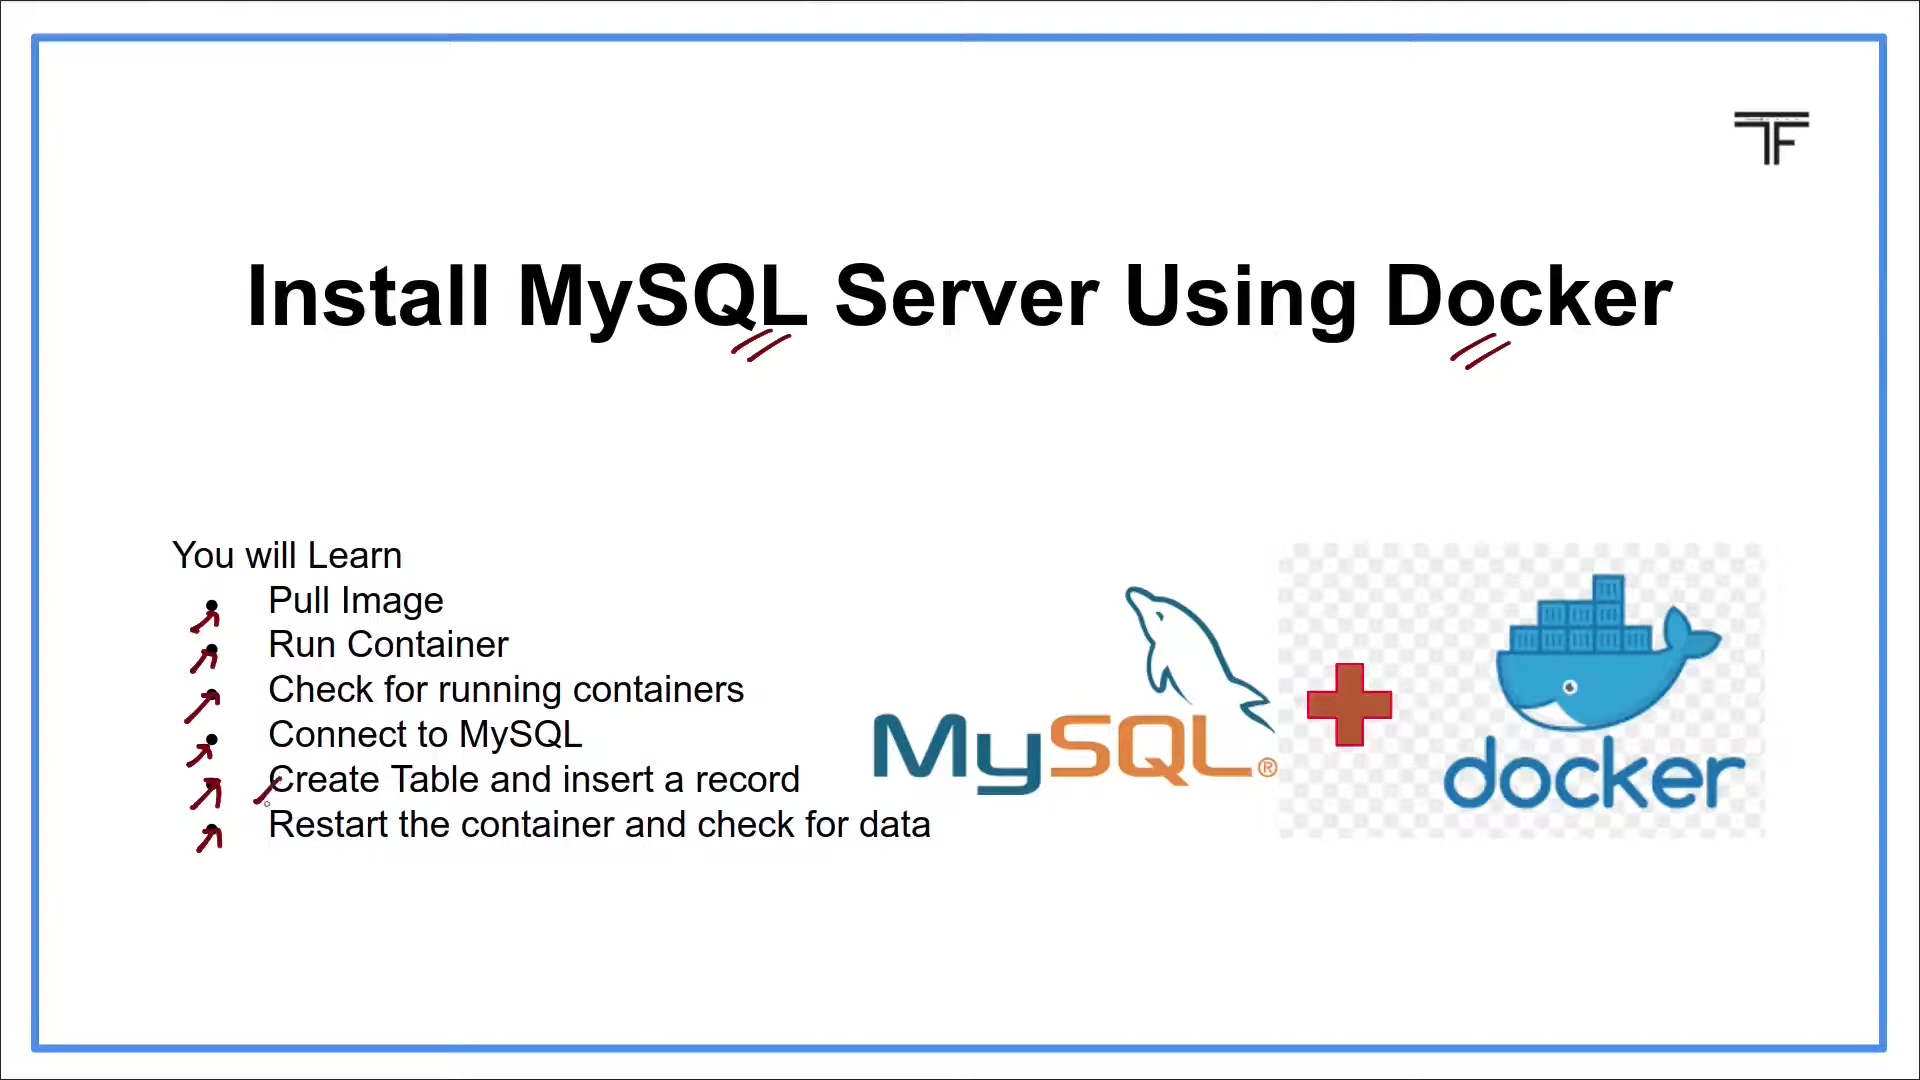 TF
Install MySQL Server Using Docker
You will Learn
Pull Image
Run Container
Check for running containers
Connect to MySQL
Create Table and insert a record
Restart the container and check for data
MySQL®
docker